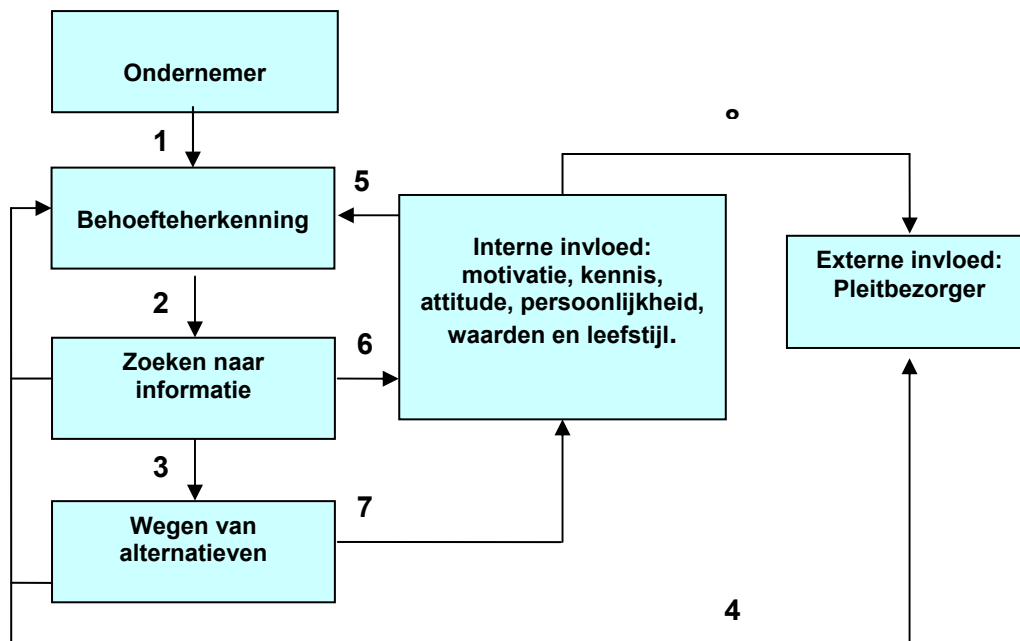 Ondernemer
1
Behoefteherkenning
5
Interne invloed:
motivatie, kennis,
attitude, persoonlijkheid,
waarden en leefstijl.
Externe invloed:
Pleitbezorger
2
Zoeken naar
informatie
6
3
Wegen van
alternatieven
7
4